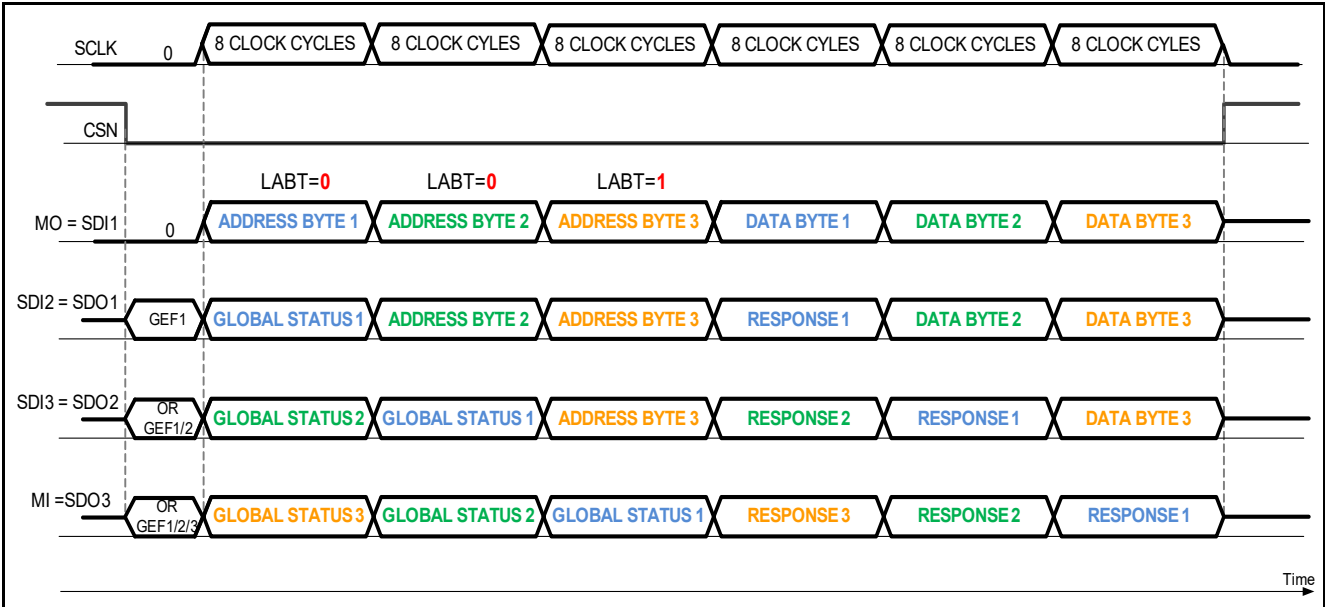 SCLK 0 8 CLOCK CYCLES 8 CLOCK CYLES 8 CLOCK CYCLES 8 CLOCK CYLES 8 CLOCK CYCLES 8 CLOCK CYLES
CSN
LABT=0 LABT=0 LABT=1
MO = SDI1 0 ADDRESS BYTE 1 ADDRESS BYTE 2 ADDRESS BYTE 3 DATA BYTE 1 DATA BYTE 2 DATA BYTE 3
SDI2 = SDO1 GEF1 GLOBAL STATUS 1 ADDRESS BYTE 2 ADDRESS BYTE 3 RESPONSE 1 DATA BYTE 2 DATA BYTE 3
SDI3 = SDO2 OR GEF1/2 GLOBAL STATUS 2 GLOBAL STATUS 1 ADDRESS BYTE 3 RESPONSE 2 RESPONSE 1 DATA BYTE 3
MI =SDO3 OR GEF1/2/3 GLOBAL STATUS 3 GLOBAL STATUS 2 GLOBAL STATUS 1 RESPONSE 3 RESPONSE 2 RESPONSE 1
Time